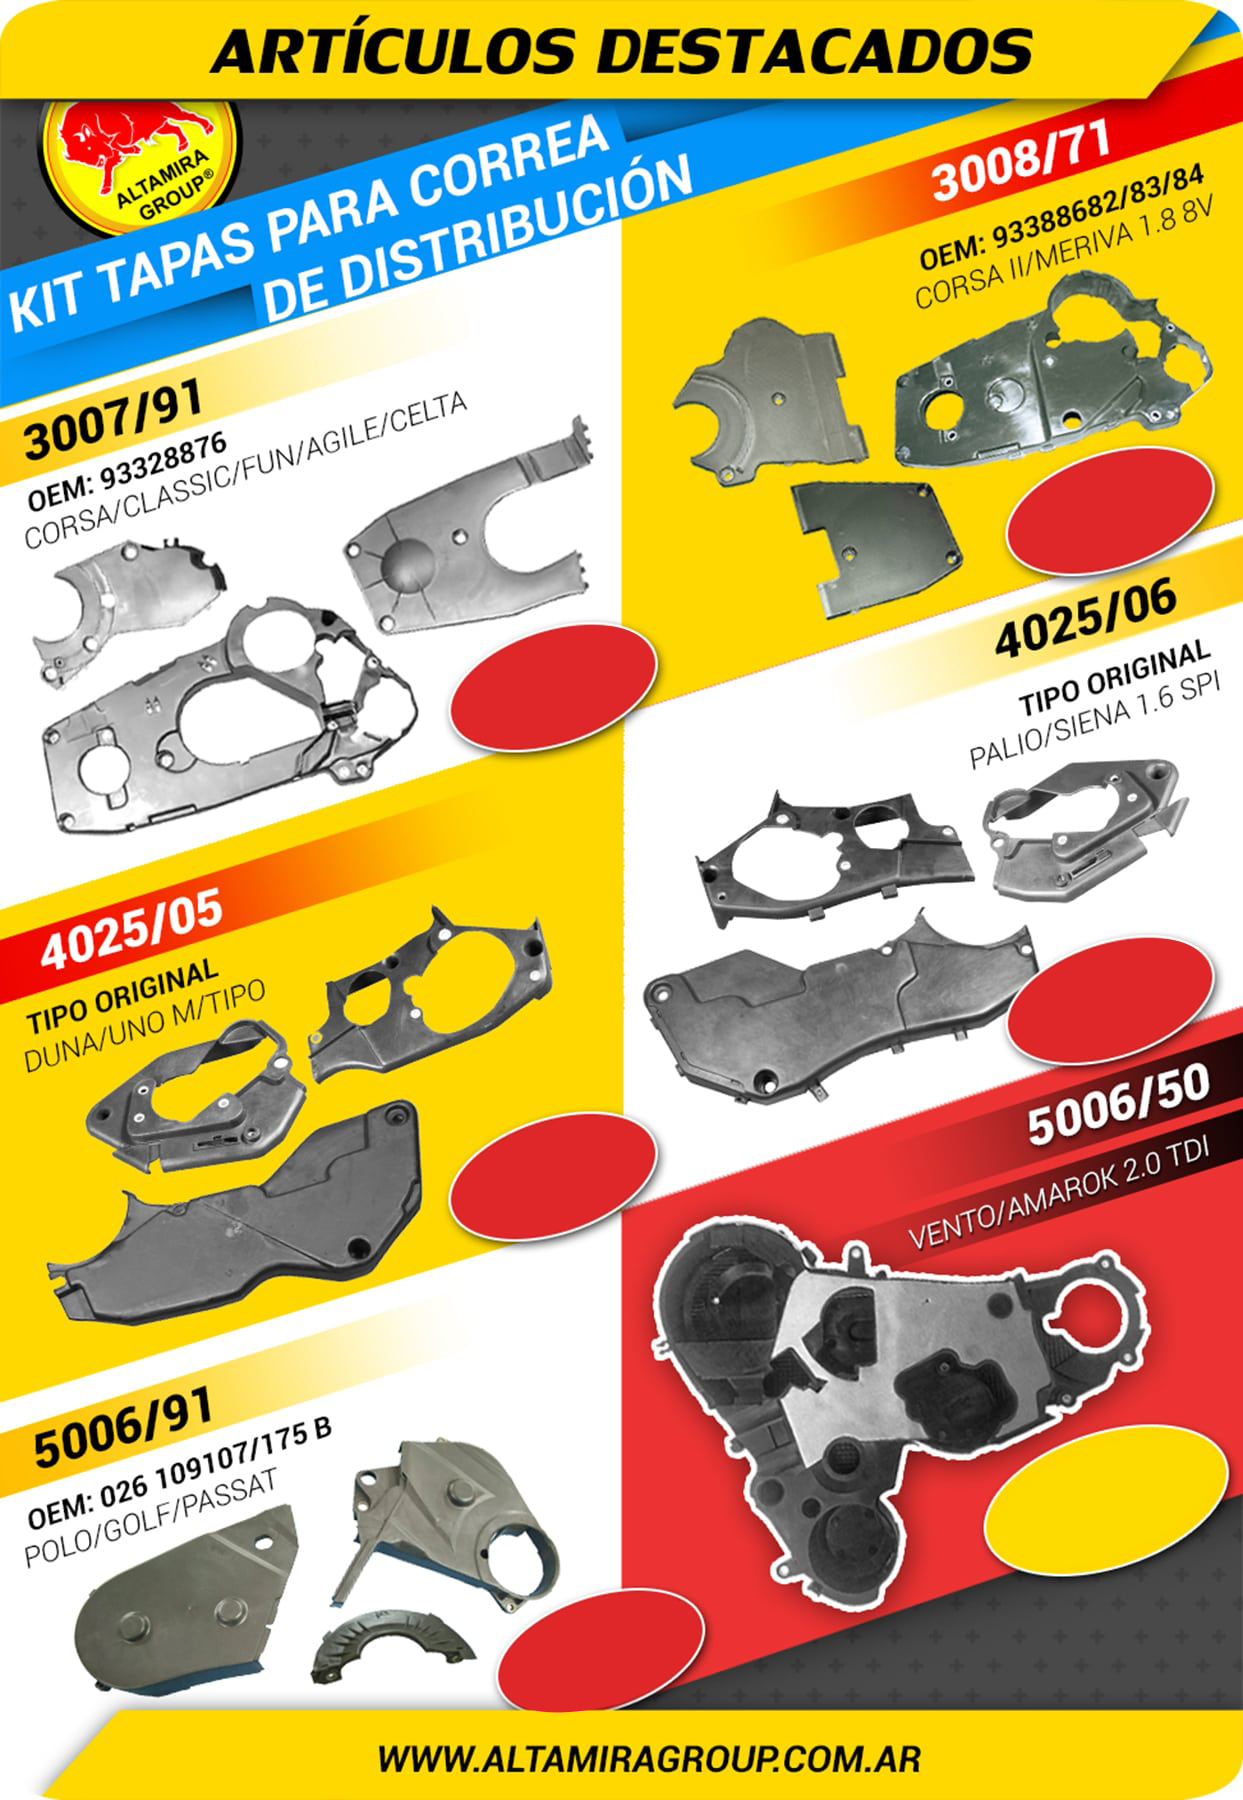 ARTÍCULOS DESTACADOS
ALTAMIRA
GROUP®
KIT TAPAS PARA CORREA
DE DISTRIBUCIÓN
3008/71
OEM: 93388682/83/84
CORSA II/MERIVA 1.8 8V
3007/91
OEM: 93328876
CORSA/CLASSIC/FUN/AGILE/CELTA
4025/06
TIPO ORIGINAL
PALIO/SIENA 1.6 SPI
4025/05
TIPO ORIGINAL
DUNA/UNO M/TIPO
5006/50
VENTO/AMAROK 2.0 TDI
5006/91
OEM: 026 109107/175 B
POLO/GOLF/PASSAT
WWW.ALTAMIRAGROUP.COM.AR